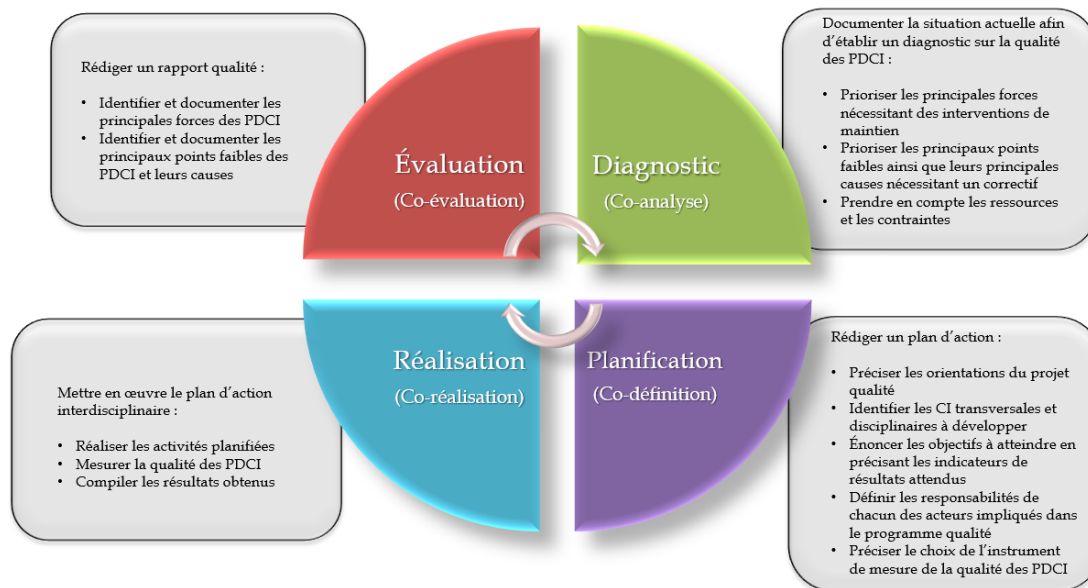 Rédiger un rapport qualité :
• Identifier et documenter les
principales forces des PDCI
• Identifier et documenter les
principaux points faibles des
PDCI et leurs causes
Évaluation
(Co-évaluation)
Diagnostic
(Co-analyse)
Documenter la situation actuelle afin
d’établir un diagnostic sur la qualité
des PDCI :
• Prioriser les principales forces
nécessitant des interventions de
maintien
• Prioriser les principaux points
faibles ainsi que leurs principales
causes nécessitant un correctif
• Prendre en compte les ressources
et les contraintes
Mettre en œuvre le plan d’action
interdisciplinaire :
• Réaliser les activités planifiées
• Mesurer la qualité des PDCI
• Compiler les résultats obtenus
Réalisation
(Co-réalisation)
Planification
(Co-définition)
Rédiger un plan d’action :
• Préciser les orientations du projet
qualité
• Identifier les CI transversales et
disciplinaires à développer
• Énoncer les objectifs à atteindre en
précisant les indicateurs de
résultats attendus
• Définir les responsabilités de
chacun des acteurs impliqués dans
le programme qualité
• Préciser le choix de l’instrument
de mesure de la qualité des PDCI